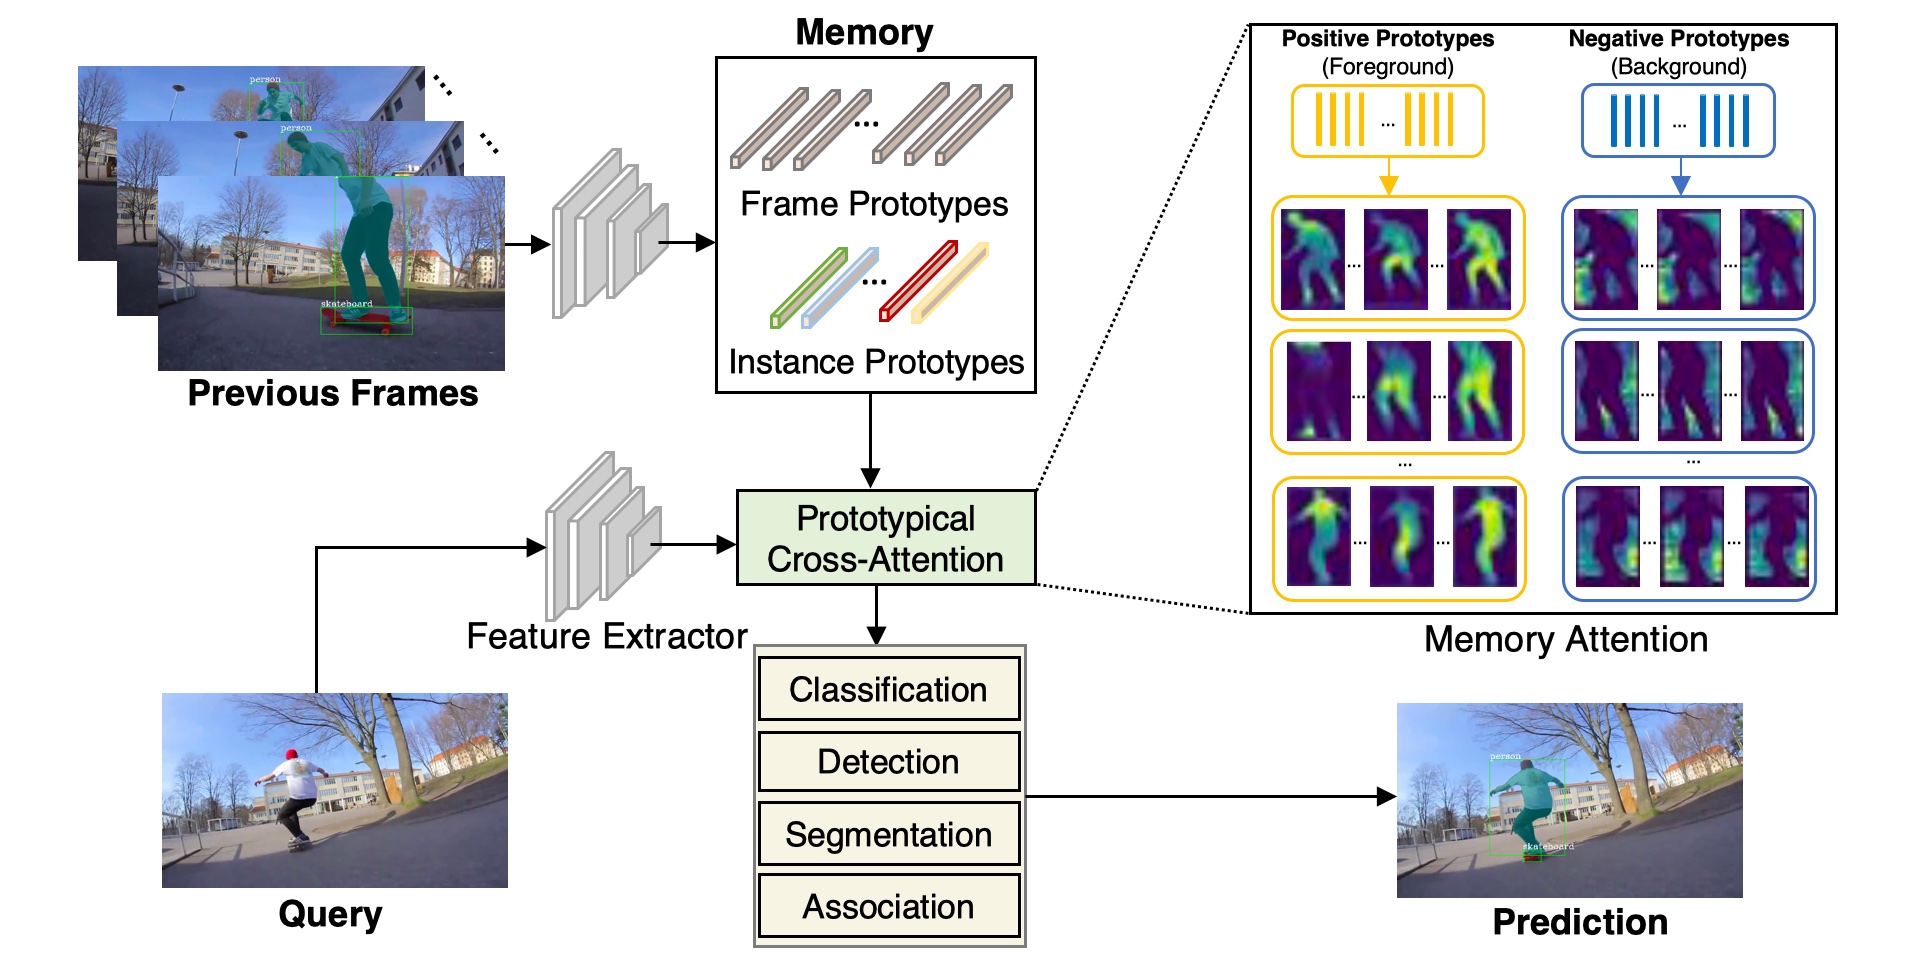 Memory
Positive Prototypes
(Foreground)
Negative Prototypes
(Background)
person
person
skateboard
...
Frame Prototypes
...
Instance Prototypes
Previous Frames
Prototypical
Cross-Attention
Feature Extractor
Memory Attention
Classification
Detection
Segmentation
Association
Query
person
skateboard
Prediction